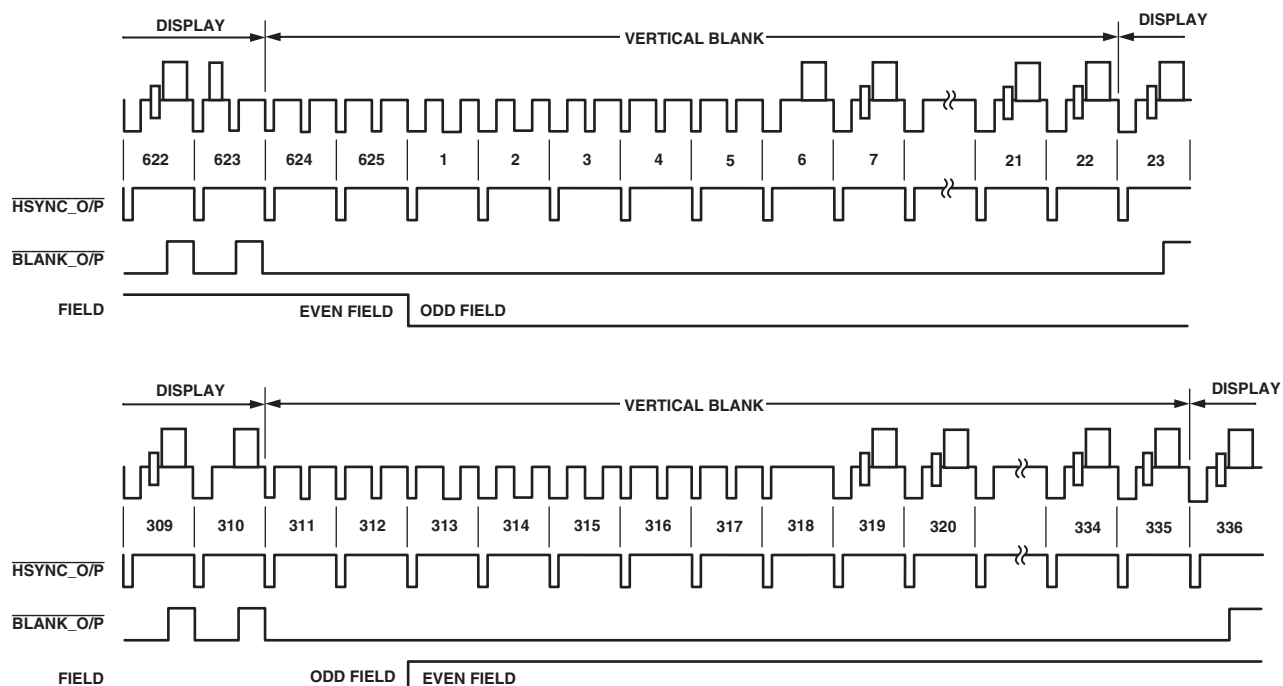 DISPLAY VERTICAL BLANK DISPLAY
622 623 624 625 1 2 3 4 5 6 7 21 22 23
HSYNC_O/P
BLANK_O/P
FIELD EVEN FIELD ODD FIELD
DISPLAY VERTICAL BLANK DISPLAY
309 310 311 312 313 314 315 316 317 318 319 320 334 335 336
HSYNC_O/P
BLANK_O/P
FIELD ODD FIELD EVEN FIELD